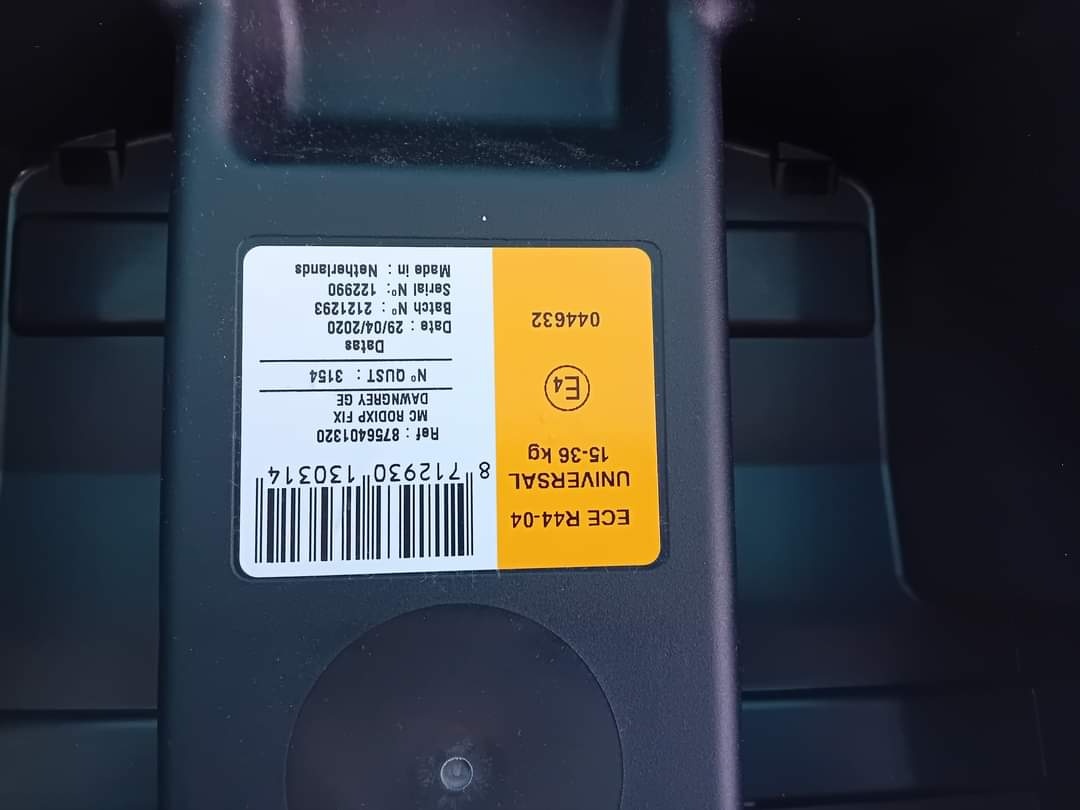 ECE R44-04
UNIVERSAL
15-36 kg
E4
044632
8 712930 130314
Ref : 8756401320
MC RODIXP FIX
DAWNGREY GE
N° QUST : 3154
Datas
Date : 29/04/2020
Batch N° : 2121293
Serial N° : 122990
Made in : Netherlands